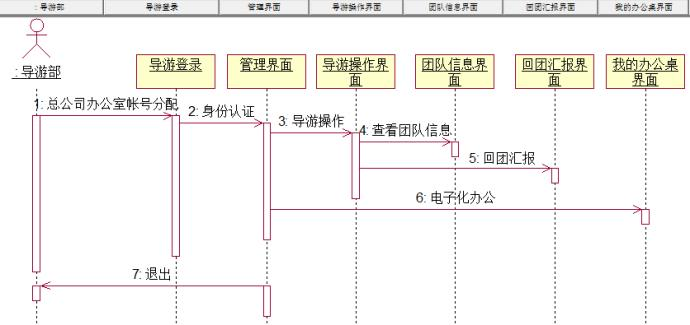 : 导游部
导游登录
管理界面
导游操作界面
团队信息界面
回团汇报界面
我的办公桌界面
: 导游部
导游登录
管理界面
导游操作界
面
团队信息界
面
回团汇报界
面
我的办公桌
界面
1: 总公司办公室帐号分配
2: 身份认证
3: 导游操作
4: 查看团队信息
5: 回团汇报
6: 电子化办公
7: 退出